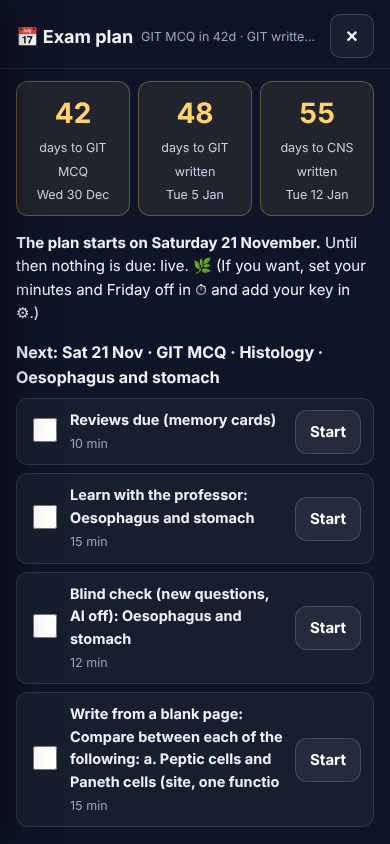 📅 Exam plan GIT MCQ in 42d · GIT writte... ✕
42
days to GIT
MCQ
Wed 30 Dec
48
days to GIT
written
Tue 5 Jan
55
days to CNS
written
Tue 12 Jan
The plan starts on Saturday 21 November. Until
then nothing is due: live. 🌿 (If you want, set your
minutes and Friday off in ⏱ and add your key in
⚙.)
Next: Sat 21 Nov · GIT MCQ · Histology ·
Oesophagus and stomach
Reviews due (memory cards)
10 min
Start
Learn with the professor:
Oesophagus and stomach
15 min
Start
Blind check (new questions,
AI off): Oesophagus and
stomach
12 min
Start
Write from a blank page:
Compare between each of the
following: a. Peptic cells and
Paneth cells (site, one functio
15 min
Start